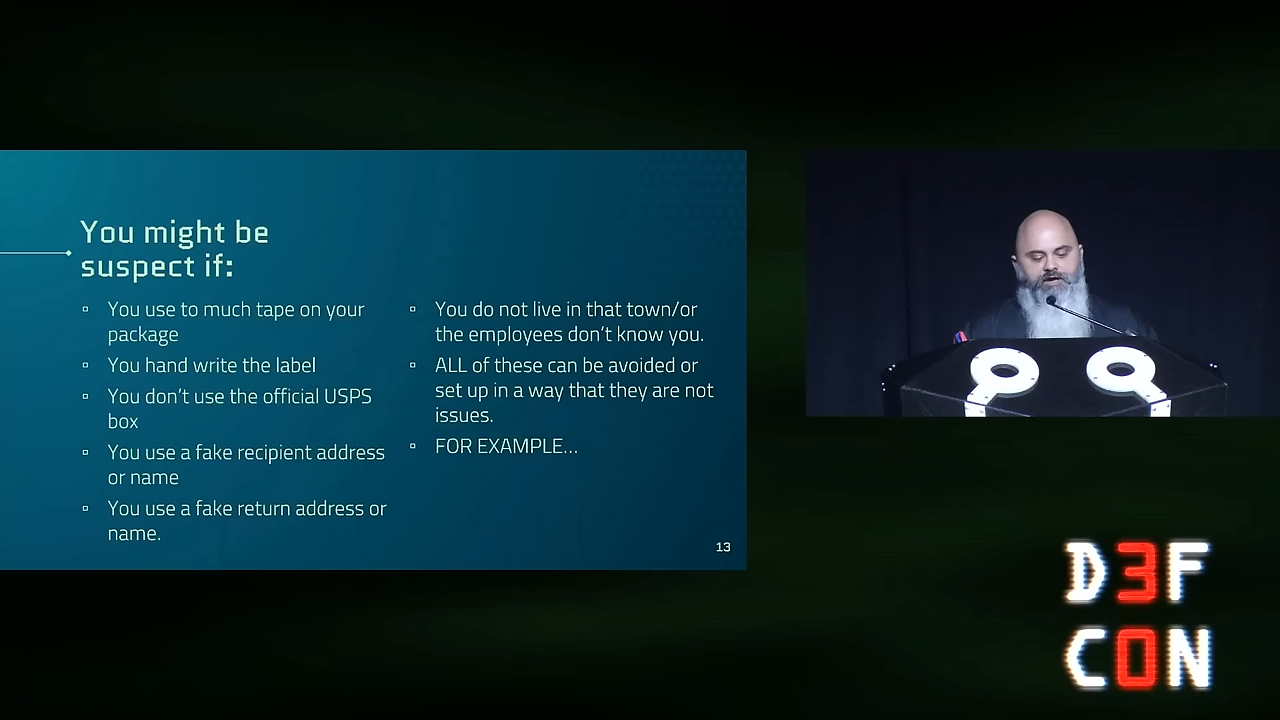 You might be
suspect if:
▫ You use to much tape on your
package
▫ You hand write the label
▫ You don't use the official USPS
box
▫ You use a fake recipient address
or name
▫ You use a fake return address or
name.
▫ You do not live in that town/or
the employees don't know you.
▫ ALL of these can be avoided or
set up in a way that they are not
issues.
▫ FOR EXAMPLE...
13
D3F
C0N